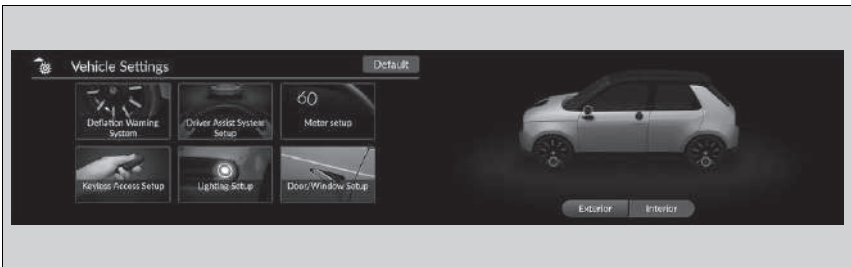 Vehicle Settings
Default
Deflation Warning
System
Driver Assist System
Setup
60
Meter setup
Keyless Access Setup
Lighting Setup
Door/Window Setup
Exterior
Interior